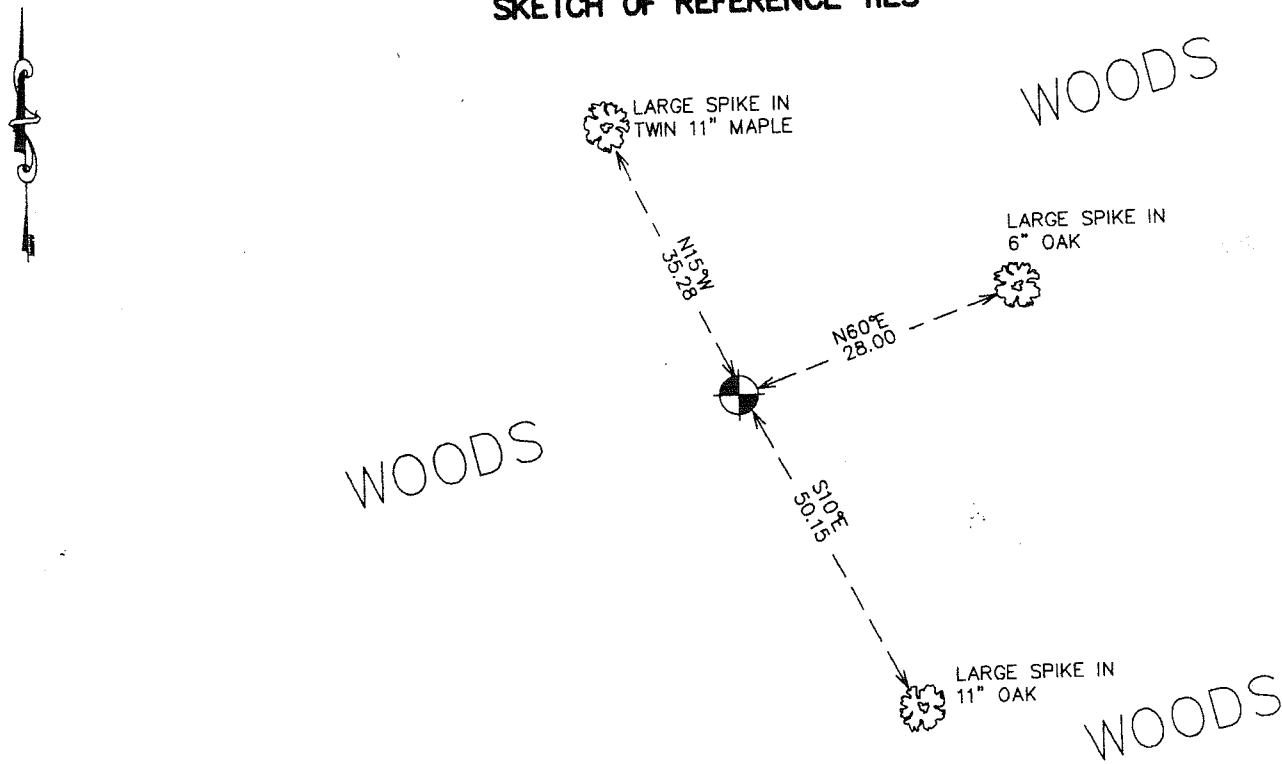 SKETCH OF REFERENCE TIES
WOODS
LARGE SPIKE IN
TWIN 11" MAPLE
LARGE SPIKE IN
6" OAK
N15°W
35.28
N60°E
28.00
WOODS
S10°E
50.15
LARGE SPIKE IN
11" OAK
WOODS